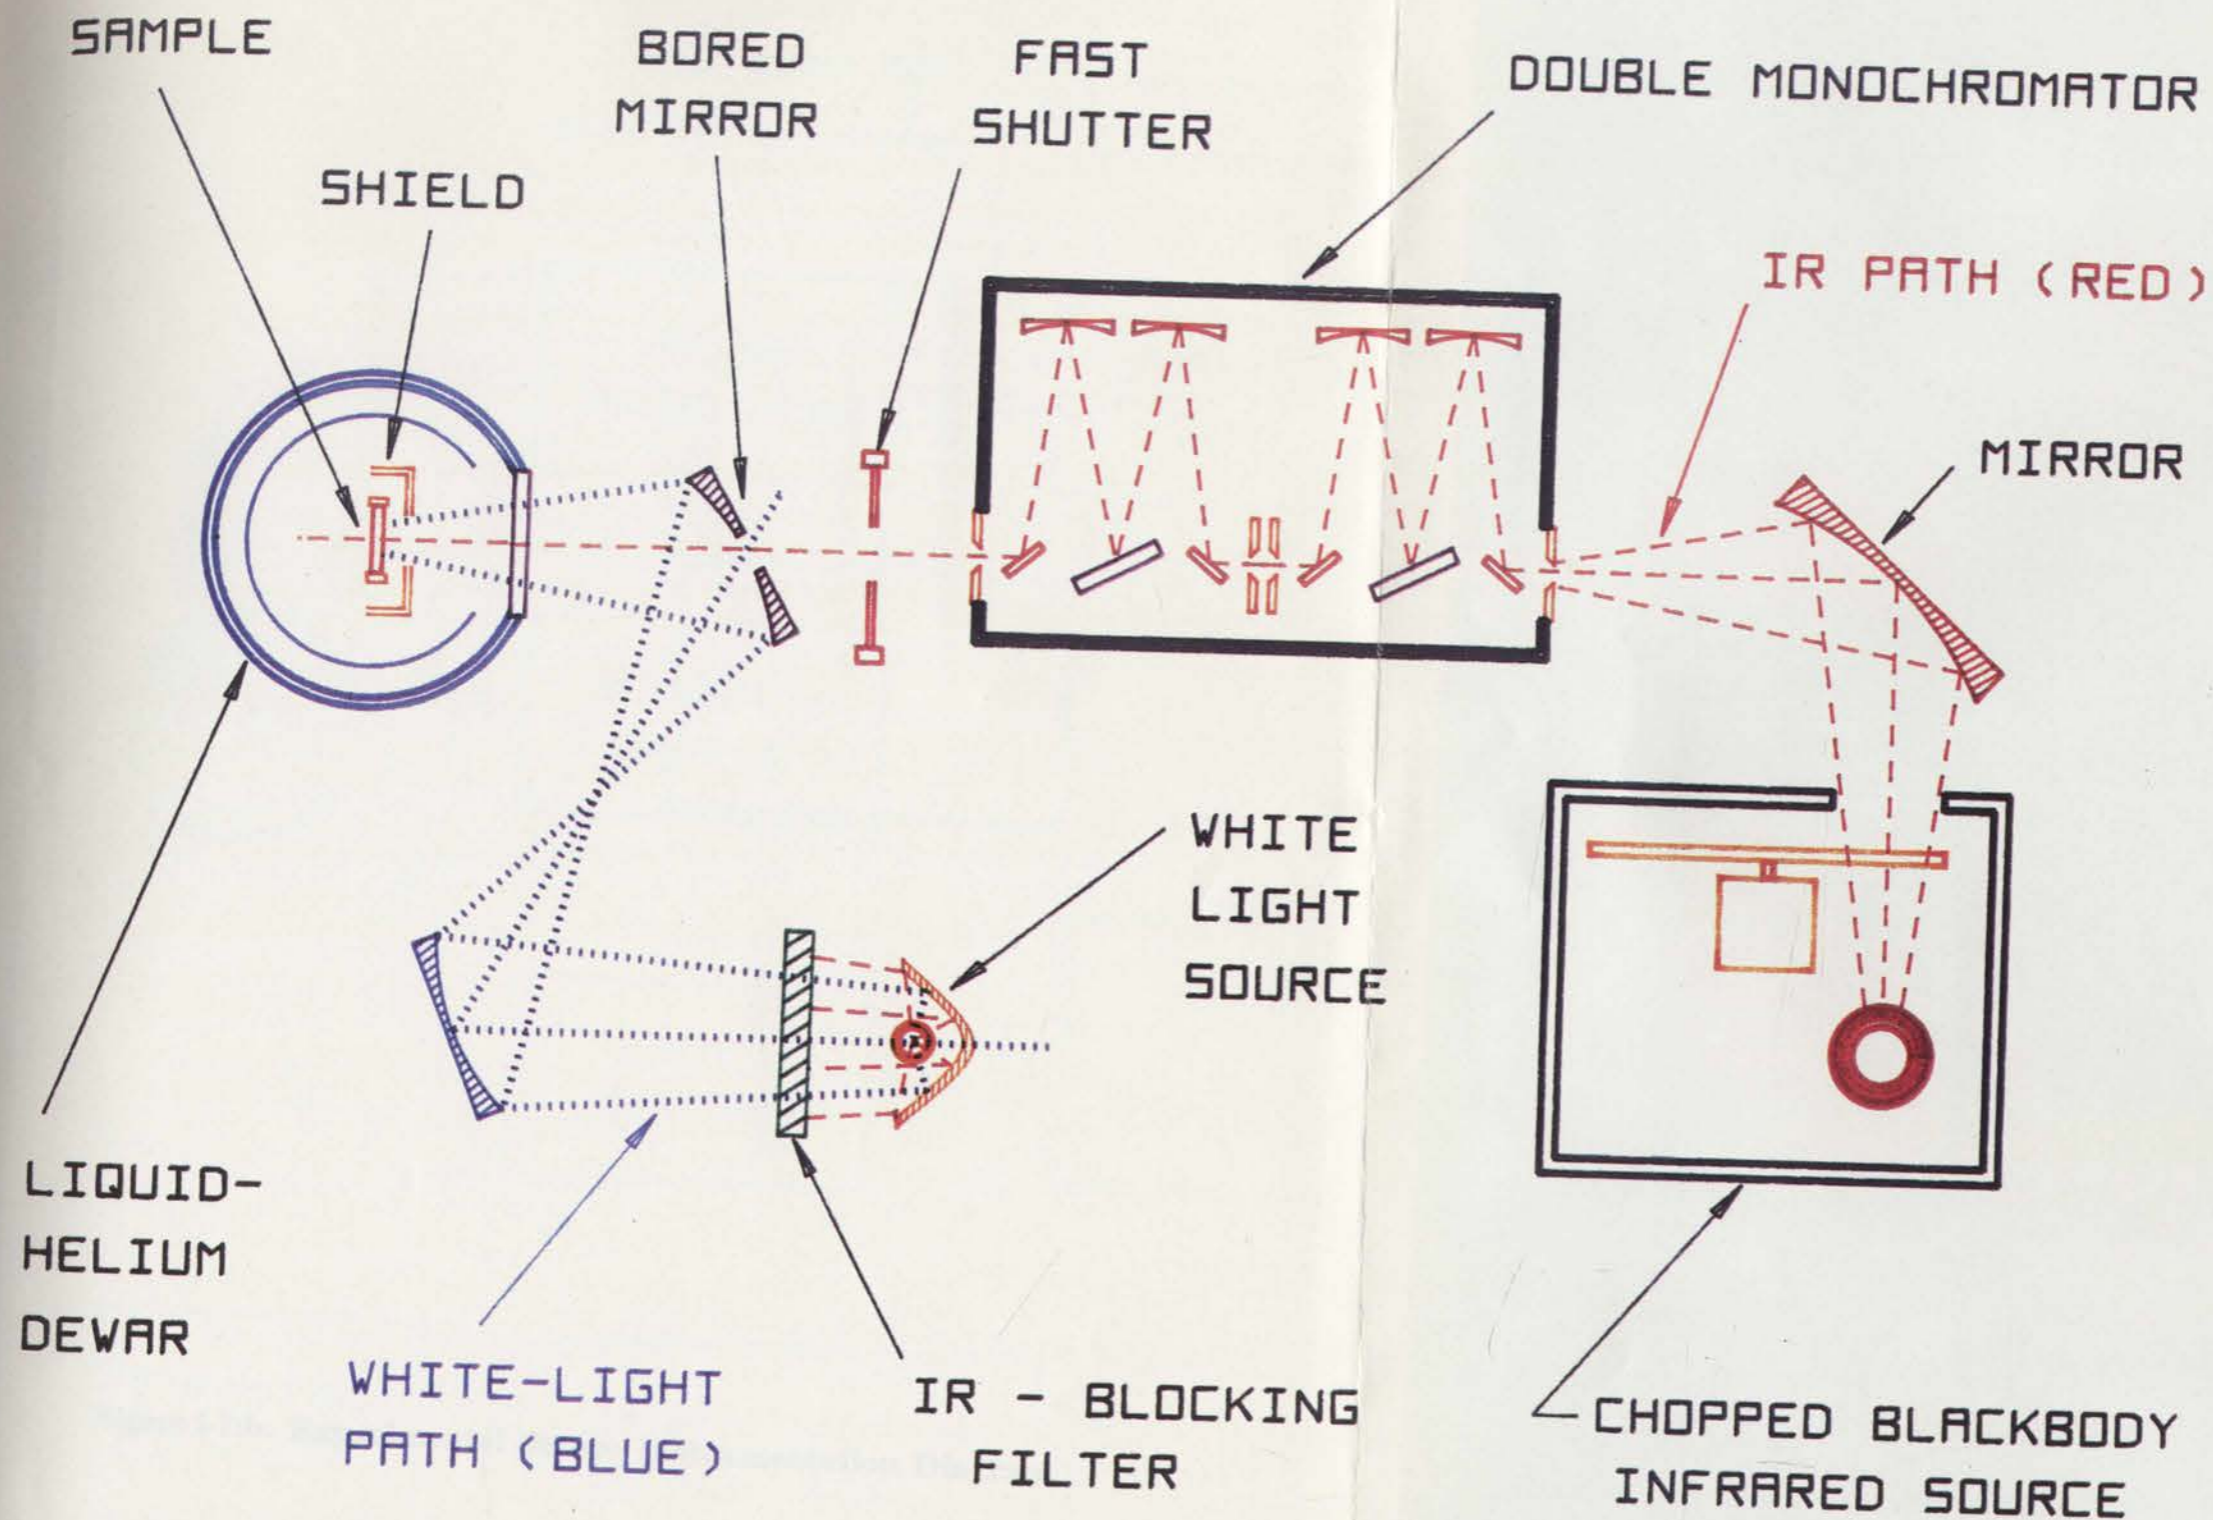 SAMPLE
BORED
MIRROR
FAST
SHUTTER
DOUBLE MONOCHROMATOR
SHIELD
IR PATH (RED)
MIRROR
WHITE
LIGHT
SOURCE
LIQUID-
HELIUM
DEWAR
WHITE-LIGHT
PATH (BLUE)
IR - BLOCKING
FILTER
CHOPPED BLACKBODY
INFRARED SOURCE